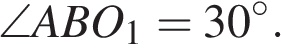 ∠ABO₁ = 30°.